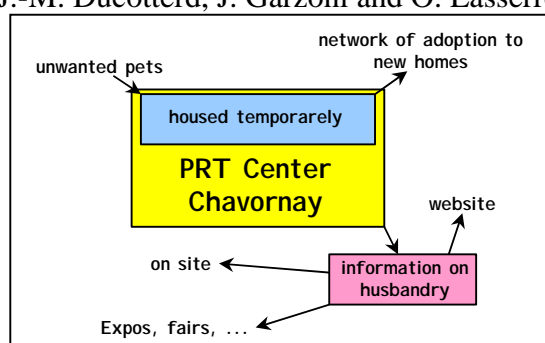 J.-M. Ducotterd, J. Garzoni and O. Lasserre
network of adoption to
new homes
unwanted pets
housed temporarely
PRT Center
Chavornay
website
on site
information on
husbandry
Expos, fairs, ...